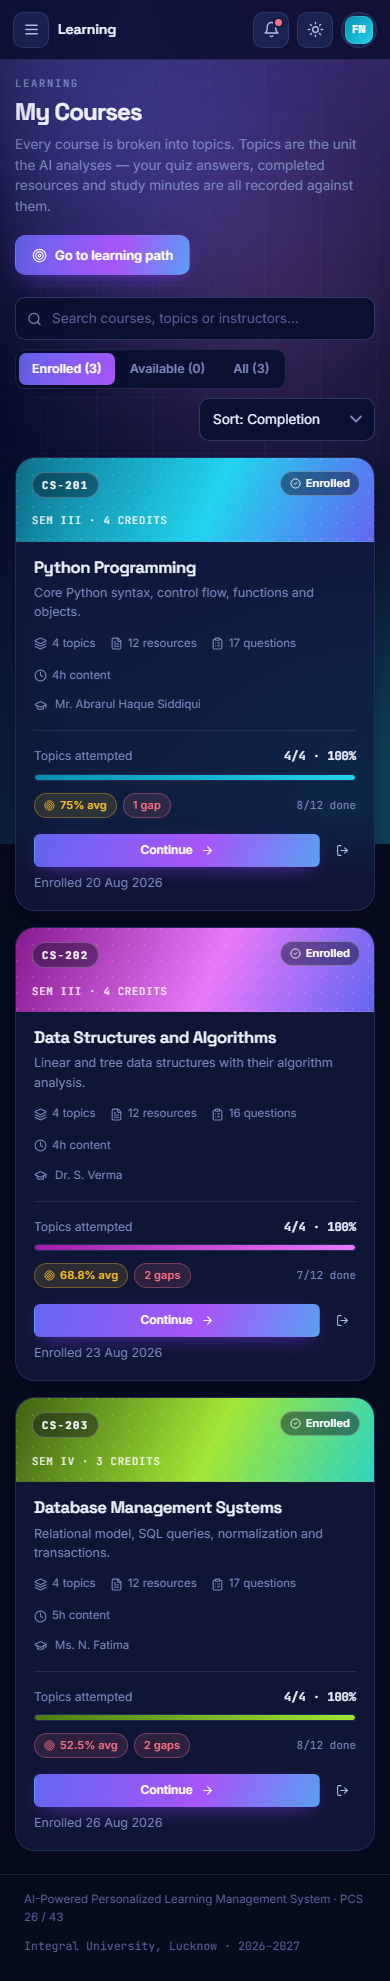 Learning
FN
LEARNING
My Courses
Every course is broken into topics. Topics are the unit
the AI analyses — your quiz answers, completed
resources and study minutes are all recorded against
them.
Go to learning path
Search courses, topics or instructors...
Enrolled (3) Available (0) All (3)
Sort: Completion
CS-201 Enrolled
SEM III · 4 CREDITS
Python Programming
Core Python syntax, control flow, functions and
objects.
4 topics 12 resources 17 questions
4h content
Mr. Abrarul Haque Siddiqui
Topics attempted 4/4 · 100%
75% avg 1 gap 8/12 done
Continue →
Enrolled 20 Aug 2026
CS-202 Enrolled
SEM III · 4 CREDITS
Data Structures and Algorithms
Linear and tree data structures with their algorithm
analysis.
4 topics 12 resources 16 questions
4h content
Dr. S. Verma
Topics attempted 4/4 · 100%
68.8% avg 2 gaps 7/12 done
Continue →
Enrolled 23 Aug 2026
CS-203 Enrolled
SEM IV · 3 CREDITS
Database Management Systems
Relational model, SQL queries, normalization and
transactions.
4 topics 12 resources 17 questions
5h content
Ms. N. Fatima
Topics attempted 4/4 · 100%
52.5% avg 2 gaps 8/12 done
Continue →
Enrolled 26 Aug 2026
AI-Powered Personalized Learning Management System · PCS
26 / 43
Integral University, Lucknow · 2026-2027